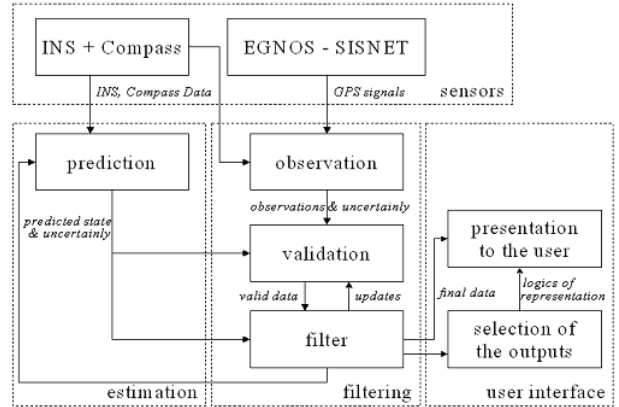 INS + Compass
EGNOS - SISNET
INS, Compass Data
GPS signals
sensors
prediction
observation
predicted state
& uncertainly
observations & uncertainly
validation
presentation
to the user
valid data
updates
final data
logics of
representation
filter
selection of
the outputs
estimation
filtering
user interface